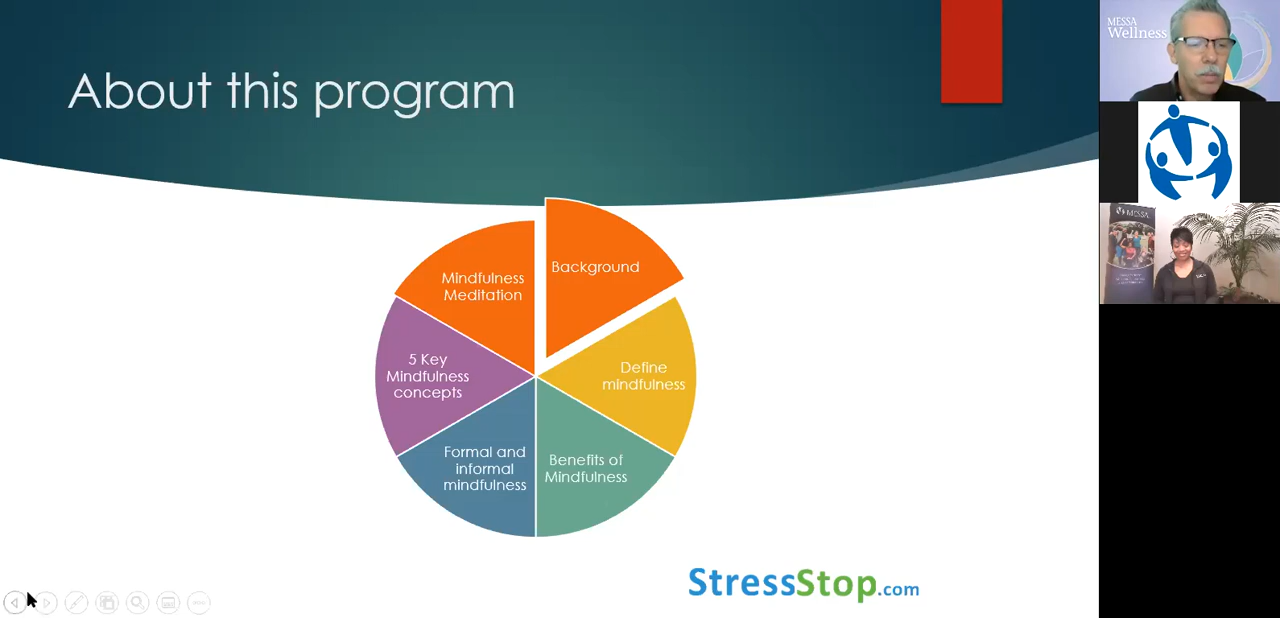 About this program
Background
Define
mindfulness
Benefits of
Mindfulness
Formal and
informal
mindfulness
5 Key
Mindfulness
concepts
Mindfulness
Meditation
StressStop.com
MESSA
Wellness
MESSA